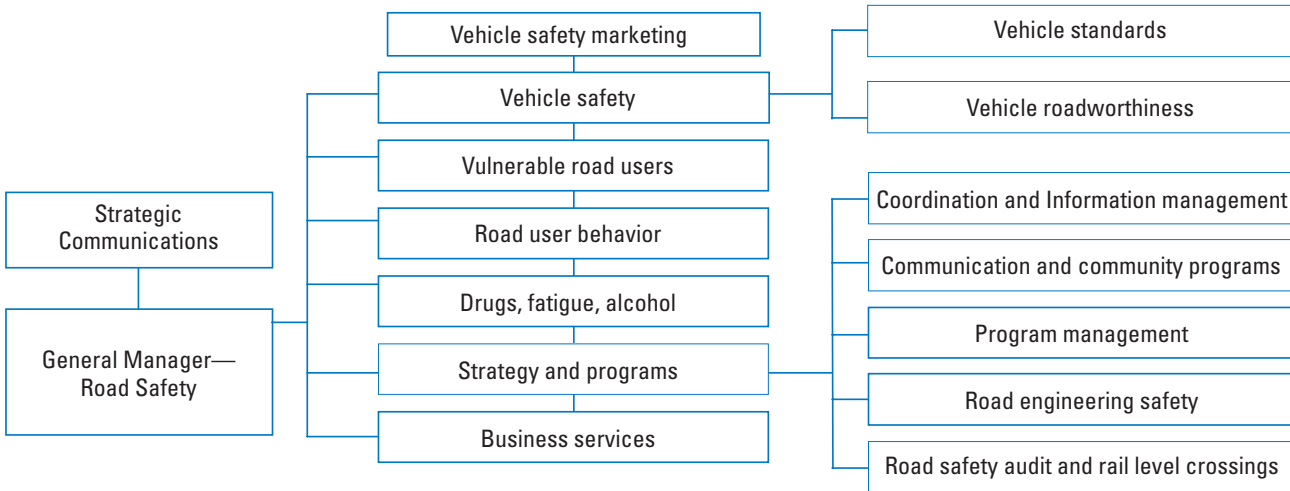 Strategic
Communications
General Manager—
Road Safety
Vehicle safety marketing
Vehicle safety
Vulnerable road users
Road user behavior
Drugs, fatigue, alcohol
Strategy and programs
Business services
Vehicle standards
Vehicle roadworthiness
Coordination and Information management
Communication and community programs
Program management
Road engineering safety
Road safety audit and rail level crossings